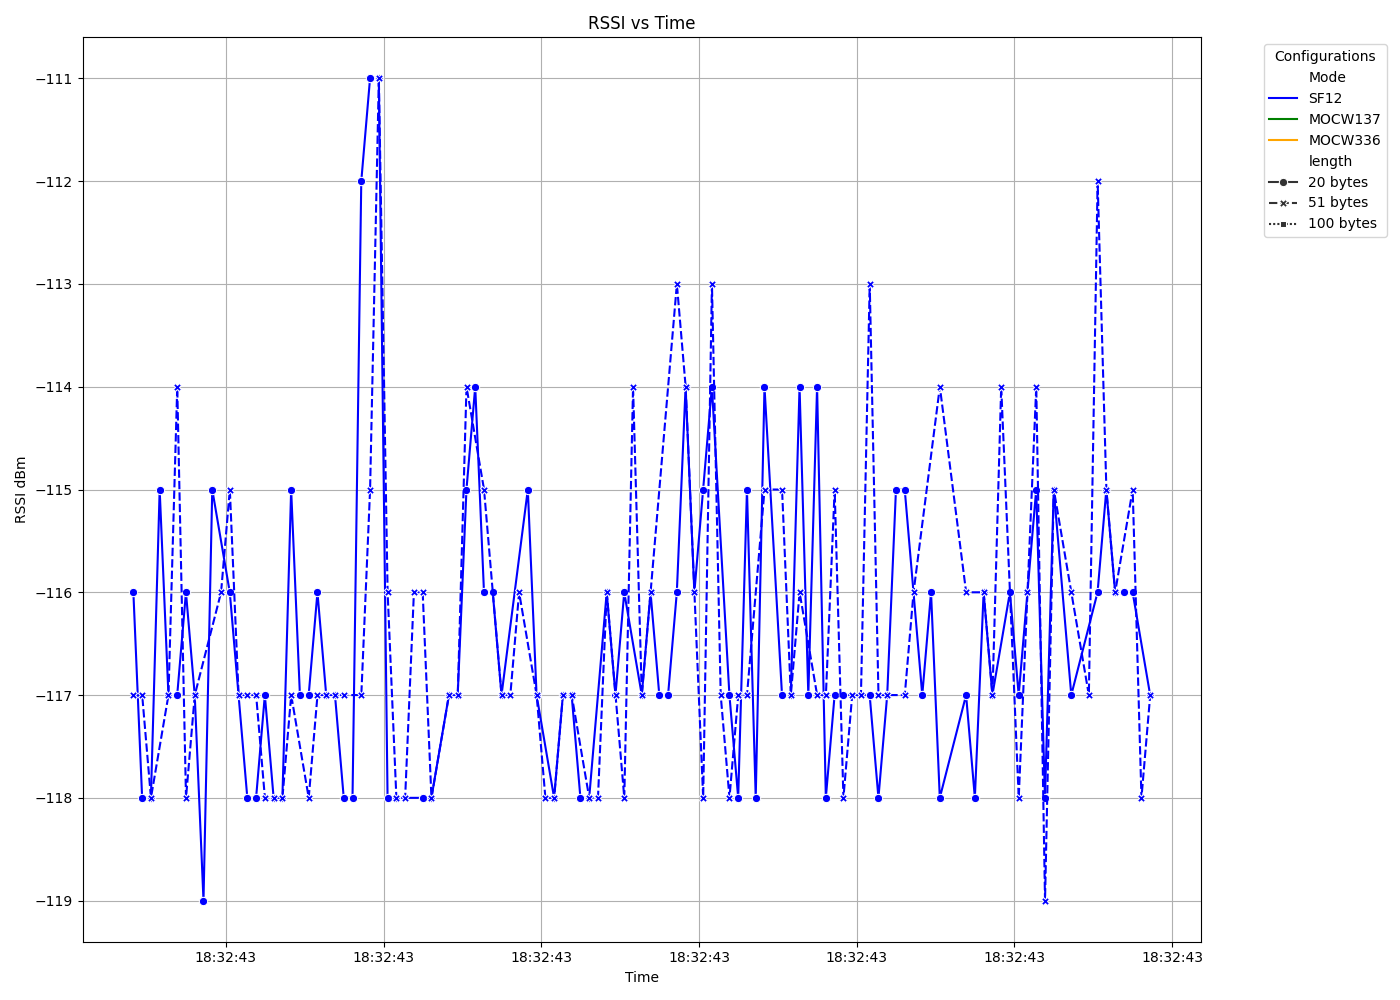 RSSI vs Time
RSSI dBm
−111
−112
−113
−114
−115
−116
−117
−118
−119
18:32:43
18:32:43
18:32:43
18:32:43
18:32:43
18:32:43
18:32:43
Time
Configurations
Mode
SF12
MOCW137
MOCW336
length
20 bytes
51 bytes
100 bytes